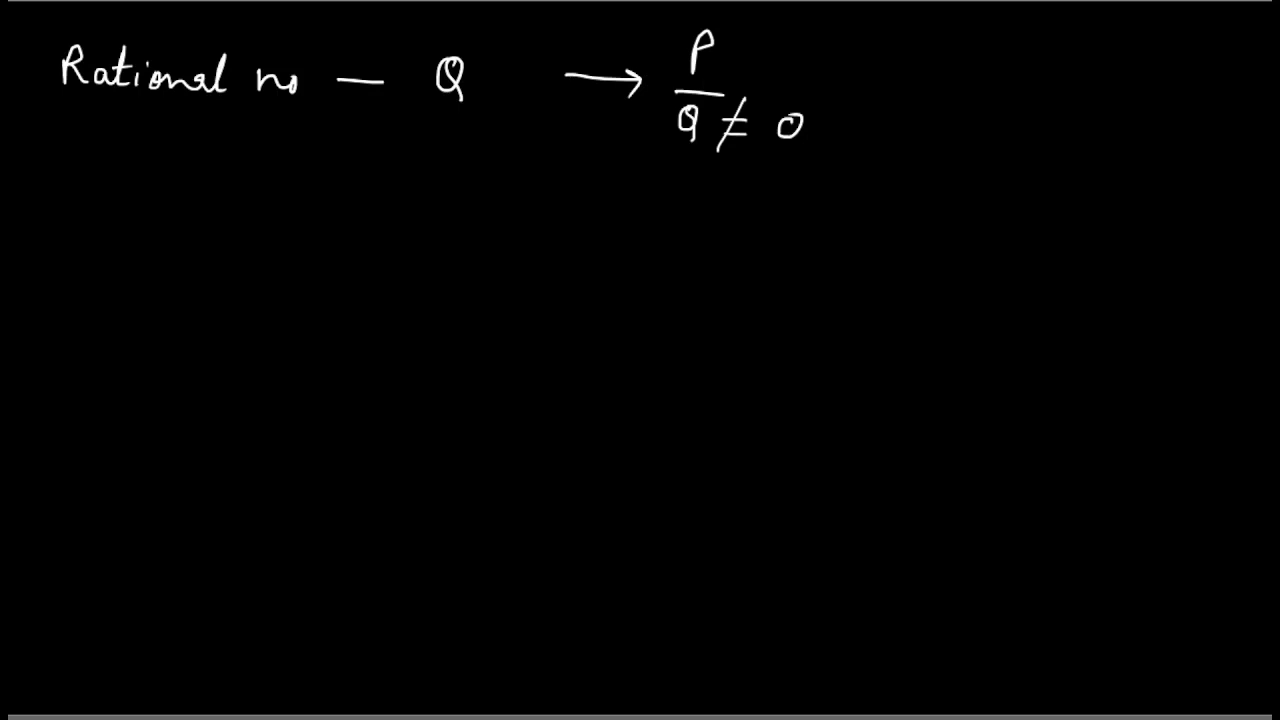 Rational no — Q → P
Q ≠ 0